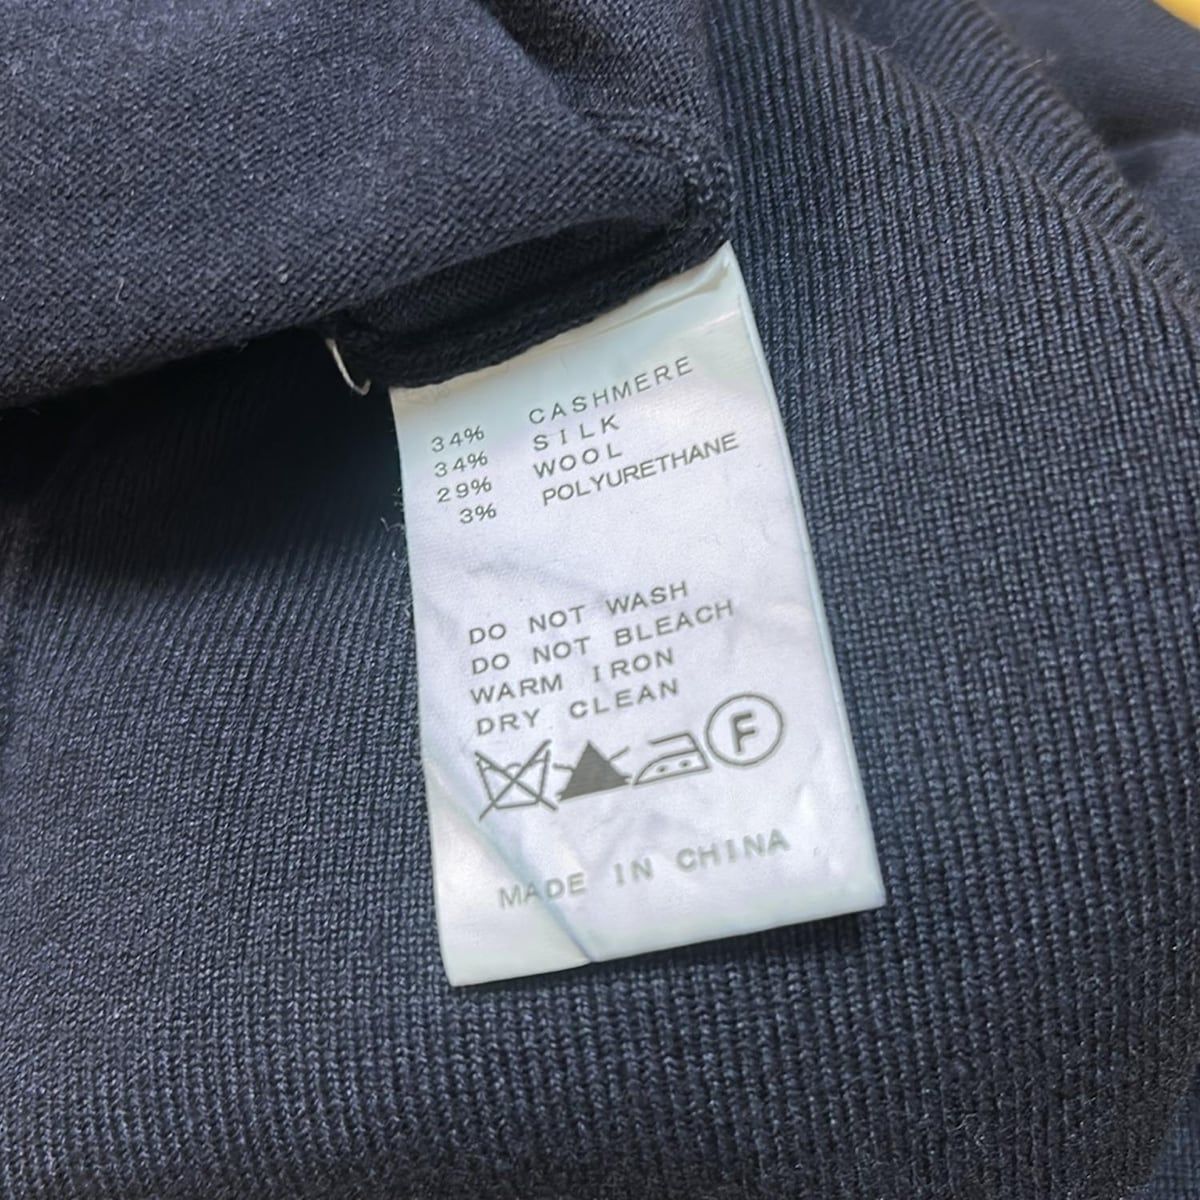 34% CASHMERE
34% SILK
29% WOOL
3% POLYURETHANE
DO NOT WASH
DO NOT BLEACH
WARM IRON
DRY CLEAN
F
MADE IN CHINA